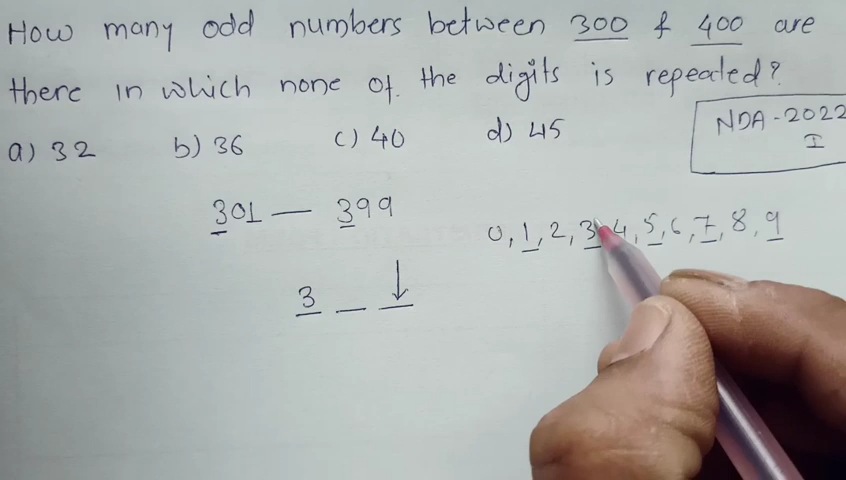 How many odd numbers between 300 & 400 are
there in which none of the digits is repeated?
a) 32 b) 36 c) 40 d) 45
NDA-2022
I
301 — 399
0, 1, 2, 3, 4, 5, 6, 7, 8, 9
3 _ _